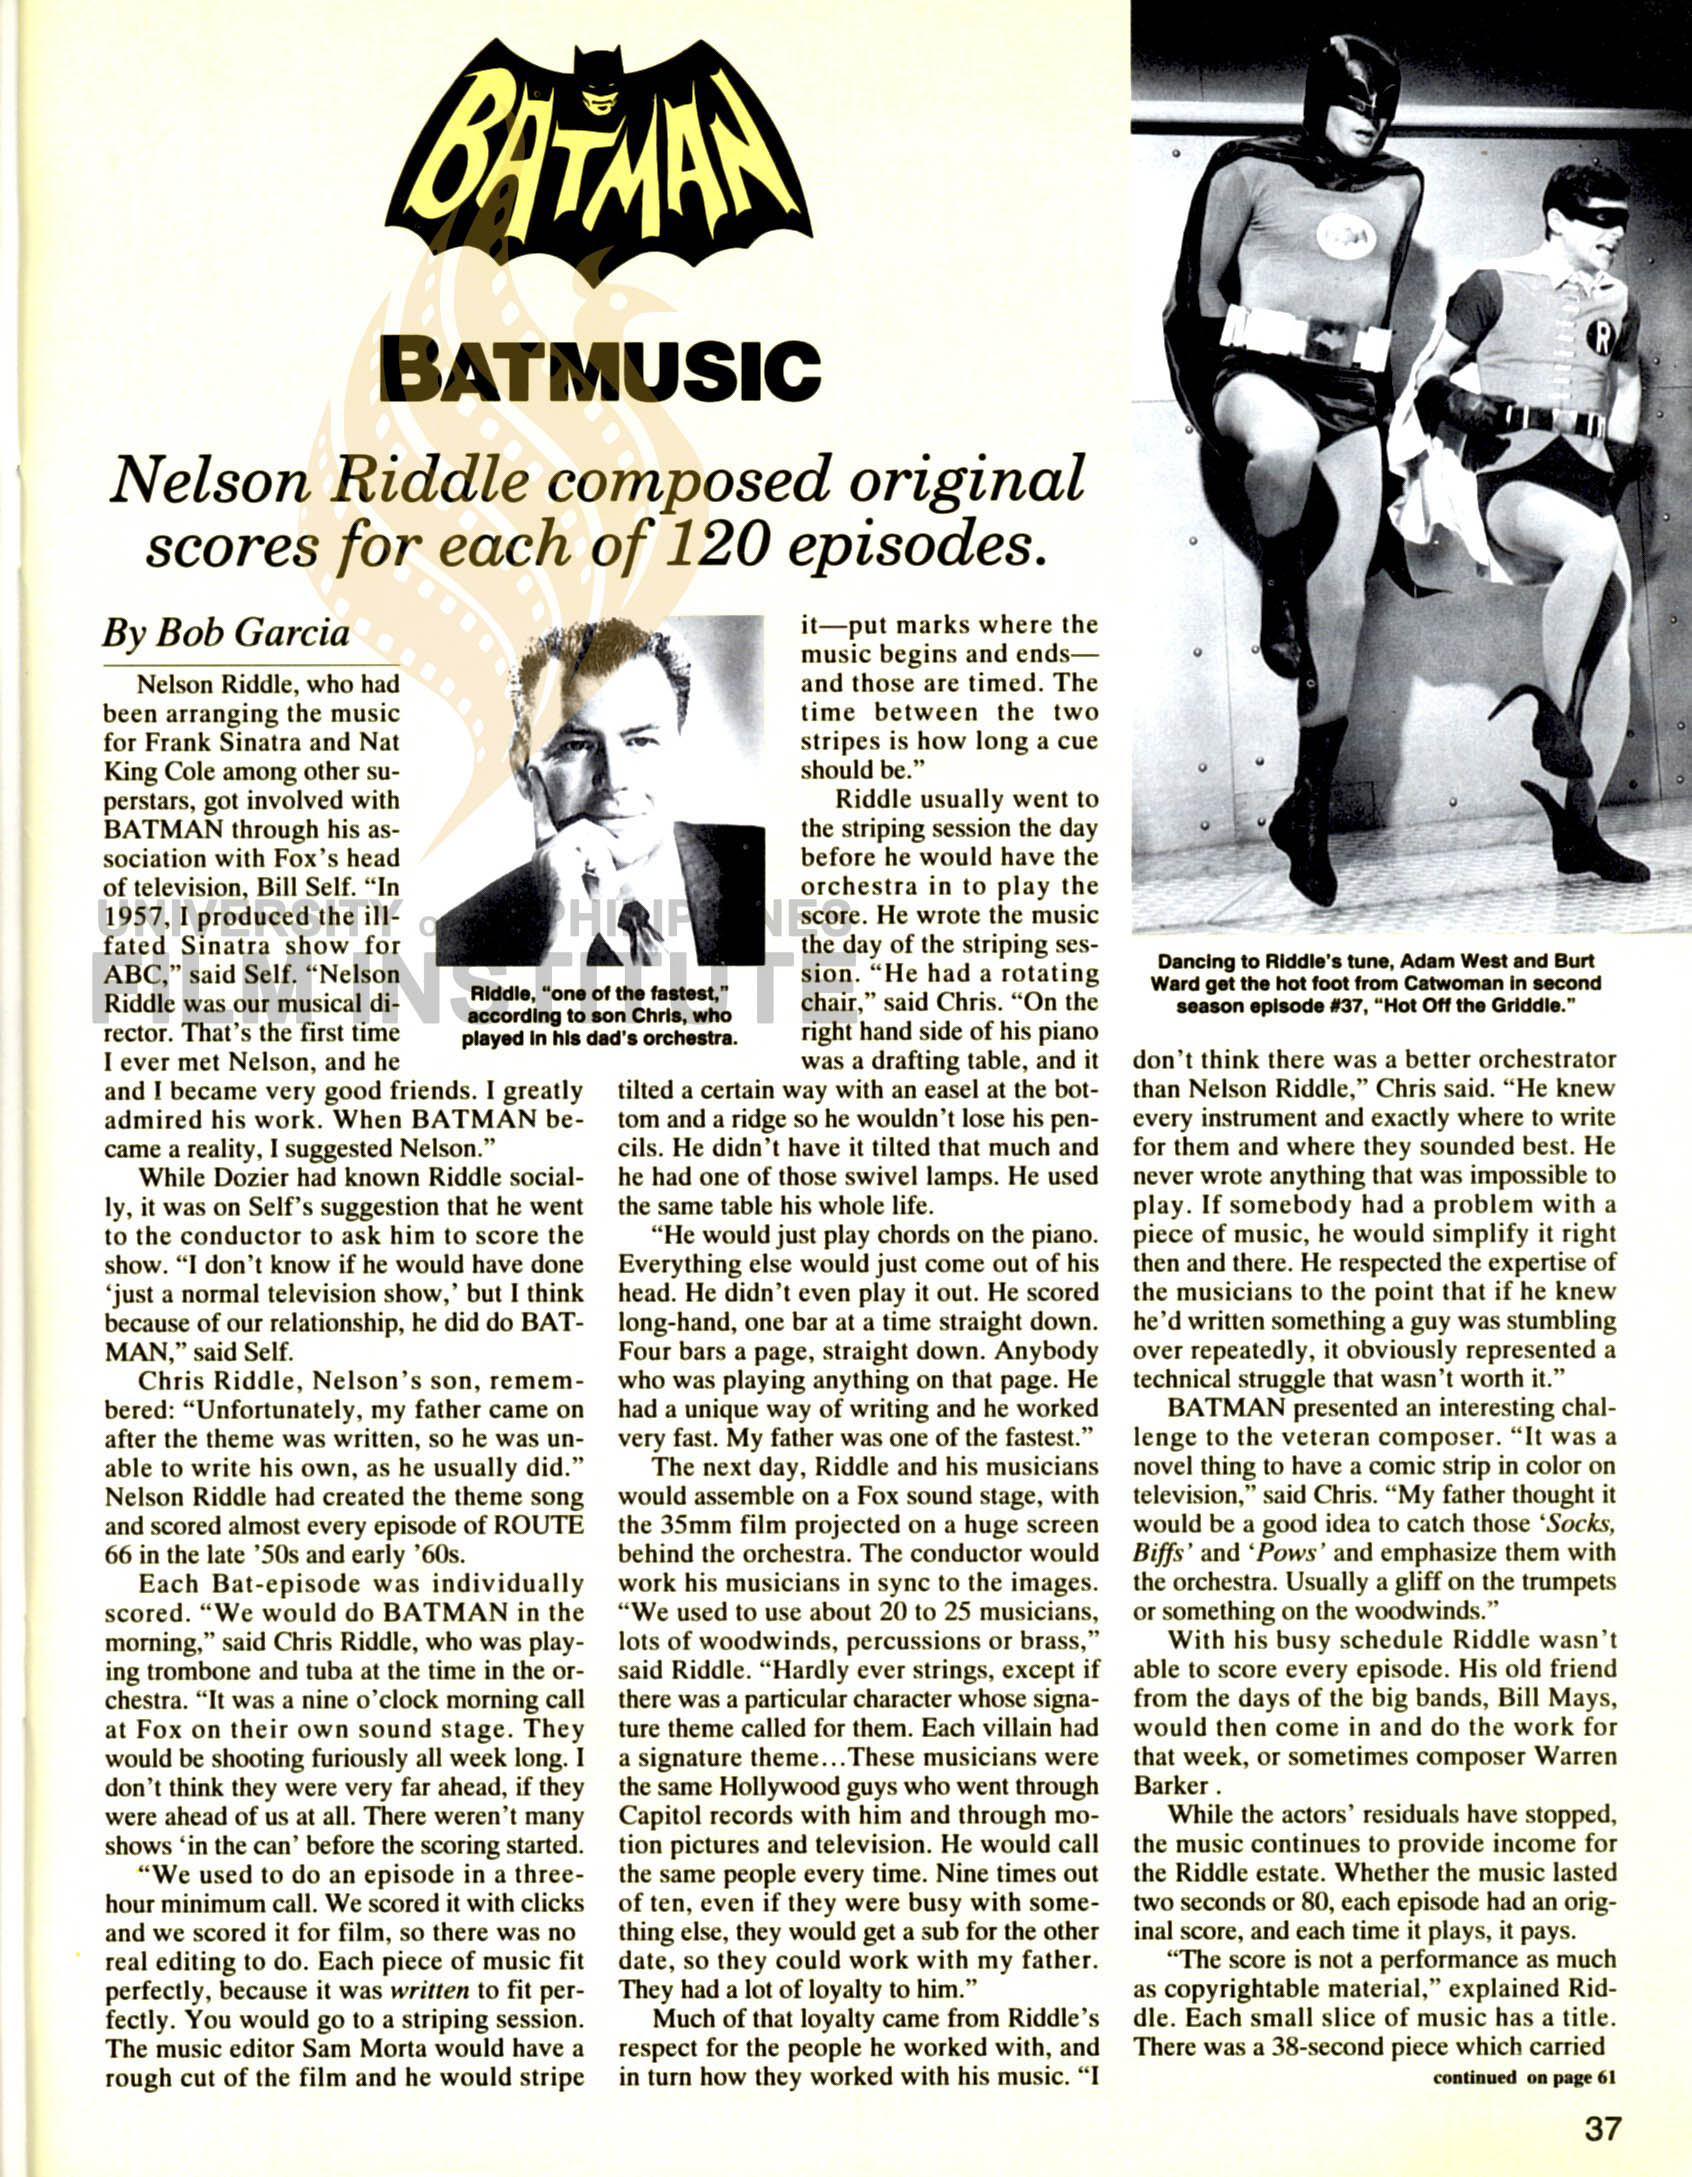 BATMAN
BATMUSIC
Nelson Riddle composed original
scores for each of 120 episodes.
By Bob Garcia
Nelson Riddle, who had
been arranging the music
for Frank Sinatra and Nat
King Cole among other su-
perstars, got involved with
BATMAN through his as-
sociation with Fox's head
of television, Bill Self. “In
1957, I produced the ill-
fated Sinatra show for
ABC,” said Self. “Nelson
Riddle was our musical di-
rector. That's the first time
I ever met Nelson, and he
and I became very good friends. I greatly
admired his work. When BATMAN be-
came a reality, I suggested Nelson.”
While Dozier had known Riddle social-
ly, it was on Self's suggestion that he went
to the conductor to ask him to score the
show. “I don't know if he would have done
‘just a normal television show,’ but I think
because of our relationship, he did do BAT-
MAN,” said Self.
Chris Riddle, Nelson's son, remem-
bered: “Unfortunately, my father came on
after the theme was written, so he was un-
able to write his own, as he usually did.”
Nelson Riddle had created the theme song
and scored almost every episode of ROUTE
66 in the late ’50s and early ’60s.
Each Bat-episode was individually
scored. “We would do BATMAN in the
morning,” said Chris Riddle, who was play-
ing trombone and tuba at the time in the or-
chestra. “It was a nine o'clock morning call
at Fox on their own sound stage. They
would be shooting furiously all week long. I
don't think they were very far ahead, if they
were ahead of us at all. There weren't many
shows ‘in the can’ before the scoring started.
“We used to do an episode in a three-
hour minimum call. We scored it with clicks
and we scored it for film, so there was no
real editing to do. Each piece of music fit
perfectly, because it was written to fit per-
fectly. You would go to a striping session.
The music editor Sam Morta would have a
rough cut of the film and he would stripe
Riddle, “one of the fastest,”
according to son Chris, who
played in his dad's orchestra.
it—put marks where the
music begins and ends—
and those are timed. The
time between the two
stripes is how long a cue
should be.”
Riddle usually went to
the striping session the day
before he would have the
orchestra in to play the
score. He wrote the music
the day of the striping ses-
sion. “He had a rotating
chair,” said Chris. “On the
right hand side of his piano
was a drafting table, and it
tilted a certain way with an easel at the bot-
tom and a ridge so he wouldn't lose his pen-
cils. He didn't have it tilted that much and
he had one of those swivel lamps. He used
the same table his whole life.
“He would just play chords on the piano.
Everything else would just come out of his
head. He didn't even play it out. He scored
long-hand, one bar at a time straight down.
Four bars a page, straight down. Anybody
who was playing anything on that page. He
had a unique way of writing and he worked
very fast. My father was one of the fastest.”
The next day, Riddle and his musicians
would assemble on a Fox sound stage, with
the 35mm film projected on a huge screen
behind the orchestra. The conductor would
work his musicians in sync to the images.
“We used to use about 20 to 25 musicians,
lots of woodwinds, percussions or brass,”
said Riddle. “Hardly ever strings, except if
there was a particular character whose signa-
ture theme called for them. Each villain had
a signature theme…These musicians were
the same Hollywood guys who went through
Capitol records with him and through mo-
tion pictures and television. He would call
the same people every time. Nine times out
of ten, even if they were busy with some-
thing else, they would get a sub for the other
date, so they could work with my father.
They had a lot of loyalty to him.”
Much of that loyalty came from Riddle's
respect for the people he worked with, and
in turn how they worked with his music. “I
R
Dancing to Riddle's tune, Adam West and Burt
Ward get the hot foot from Catwoman in second
season episode #37, “Hot Off the Griddle.”
don't think there was a better orchestrator
than Nelson Riddle,” Chris said. “He knew
every instrument and exactly where to write
for them and where they sounded best. He
never wrote anything that was impossible to
play. If somebody had a problem with a
piece of music, he would simplify it right
then and there. He respected the expertise of
the musicians to the point that if he knew
he'd written something a guy was stumbling
over repeatedly, it obviously represented a
technical struggle that wasn't worth it.”
BATMAN presented an interesting chal-
lenge to the veteran composer. “It was a
novel thing to have a comic strip in color on
television,” said Chris. “My father thought it
would be a good idea to catch those ‘Socks,
Biffs’ and ‘Pows’ and emphasize them with
the orchestra. Usually a gliff on the trumpets
or something on the woodwinds.”
With his busy schedule Riddle wasn't
able to score every episode. His old friend
from the days of the big bands, Bill Mays,
would then come in and do the work for
that week, or sometimes composer Warren
Barker .
While the actors' residuals have stopped,
the music continues to provide income for
the Riddle estate. Whether the music lasted
two seconds or 80, each episode had an orig-
inal score, and each time it plays, it pays.
“The score is not a performance as much
as copyrightable material,” explained Rid-
dle. Each small slice of music has a title.
There was a 38-second piece which carried
continued on page 61
37
UNIVERSITY OF PHILIPPINES
FILM INSTITUTE